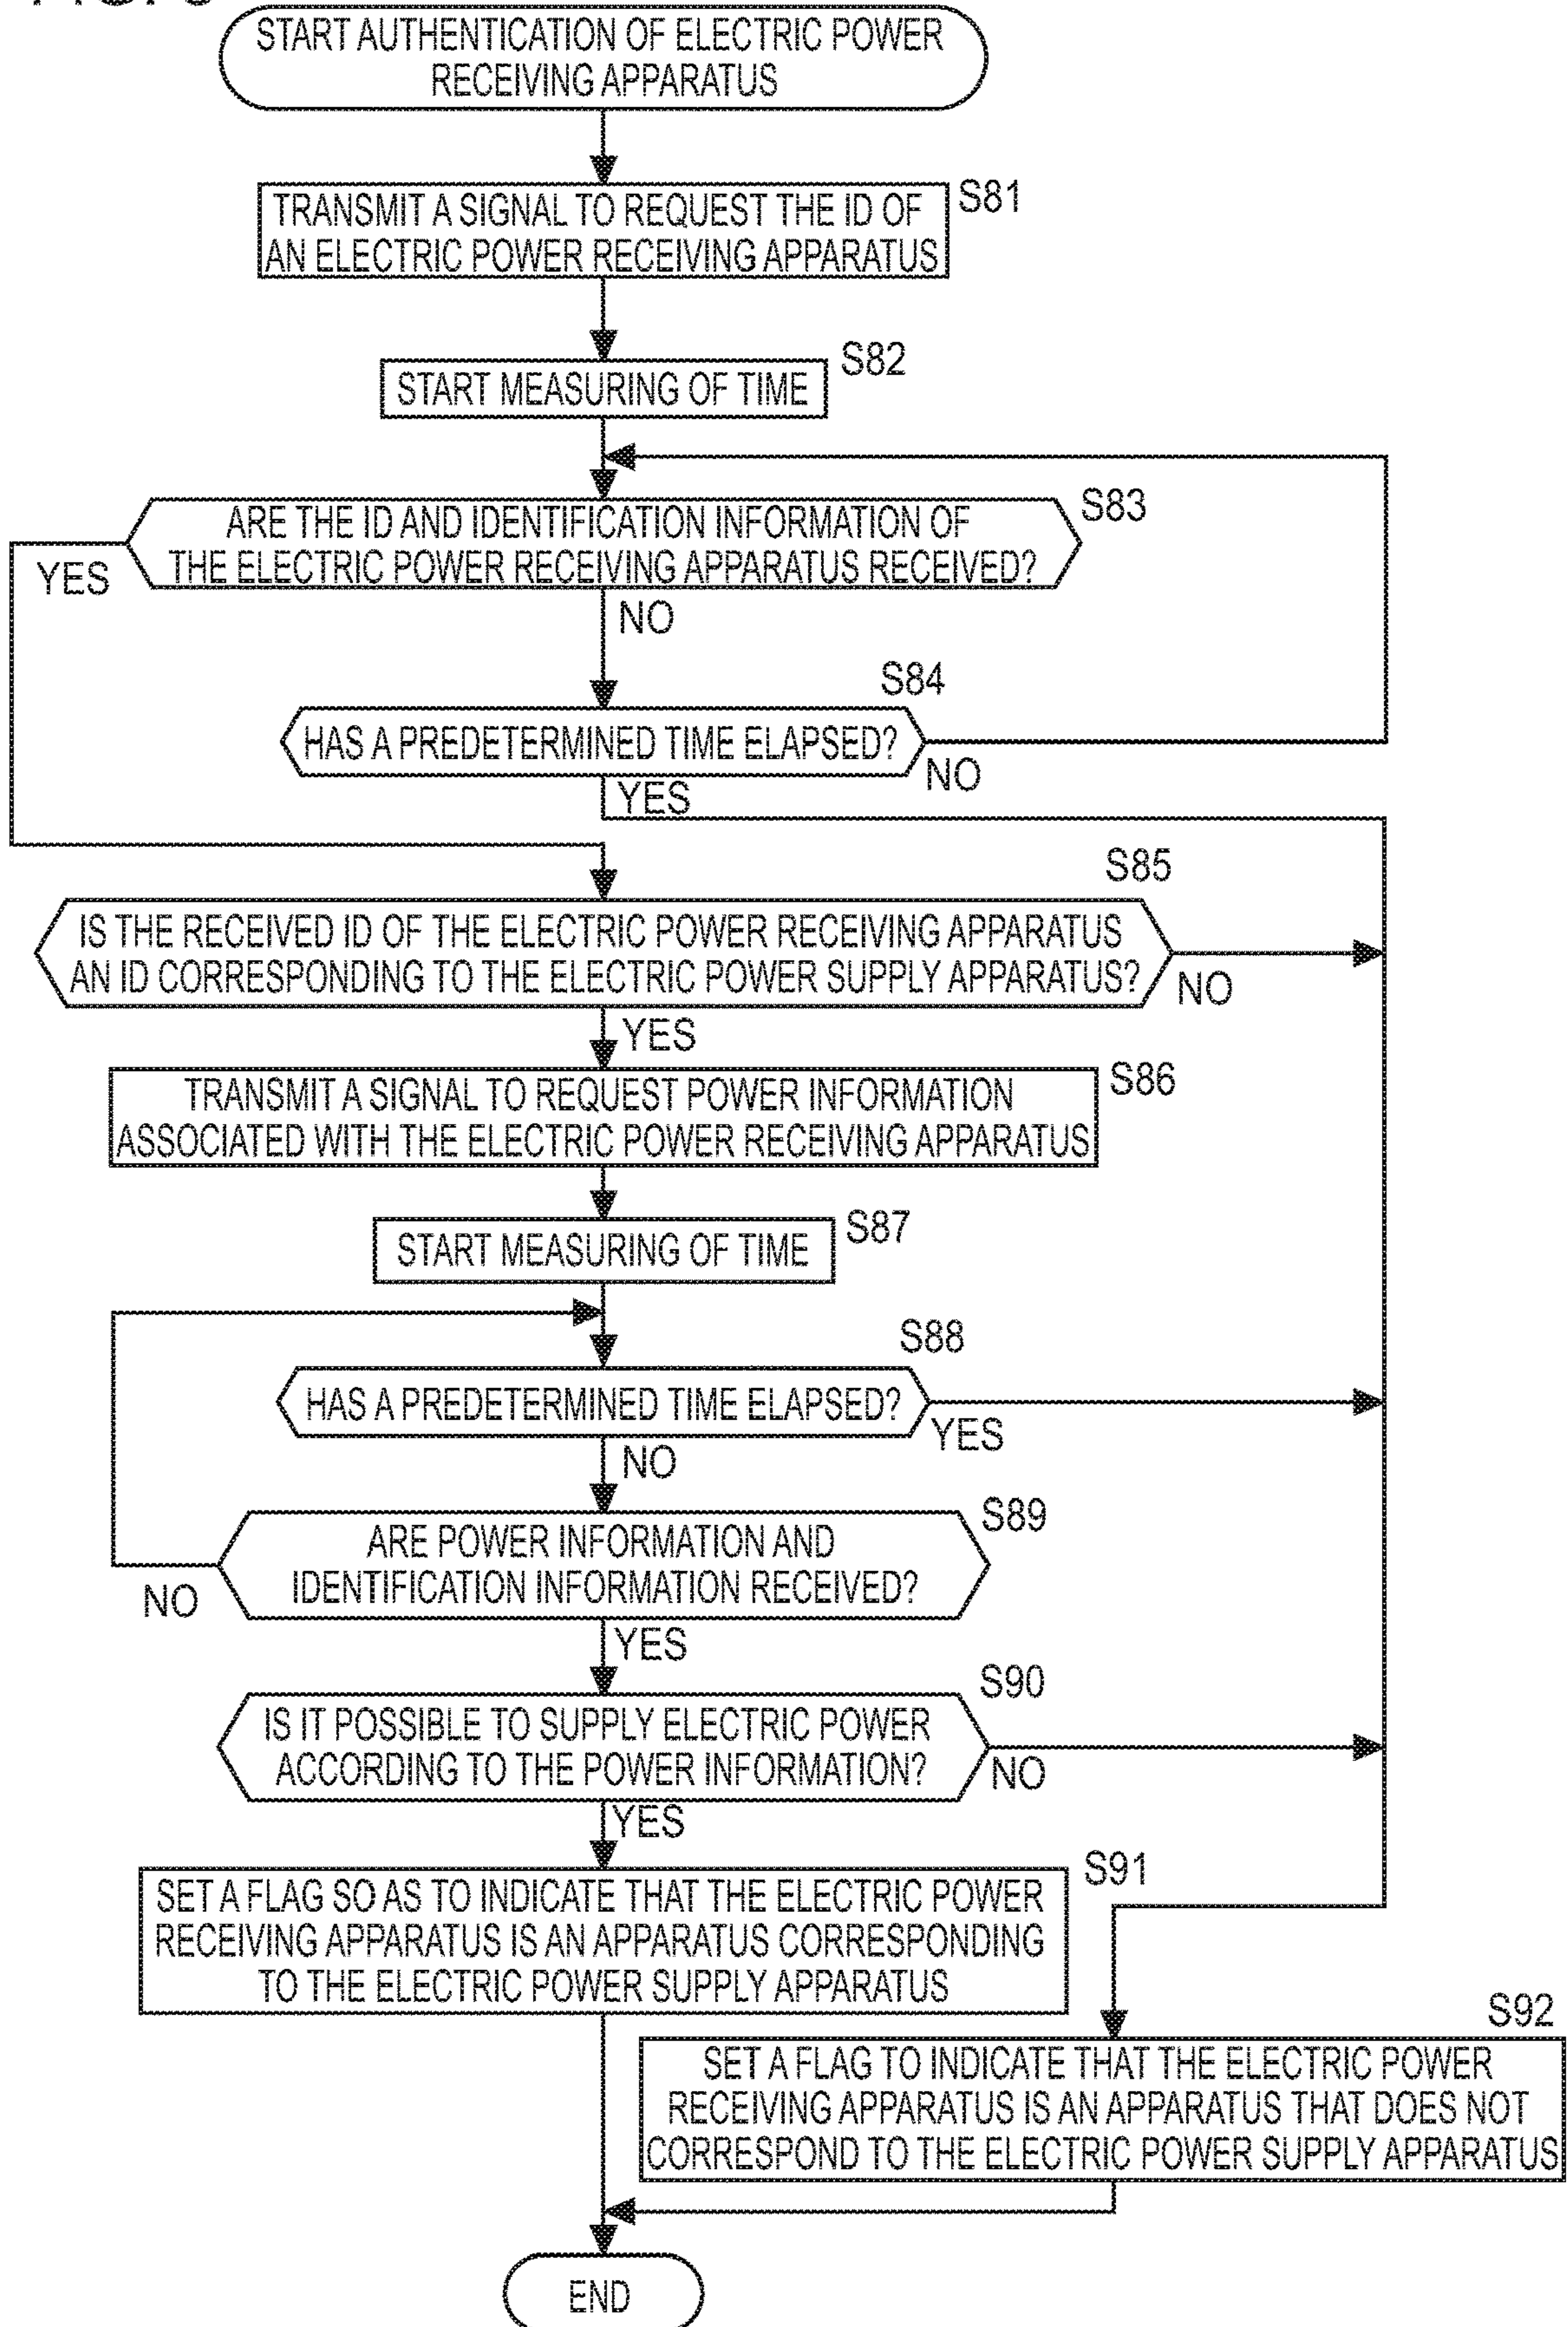 START AUTHENTICATION OF ELECTRIC POWER
RECEIVING APPARATUS
S81
TRANSMIT A SIGNAL TO REQUEST THE ID OF
AN ELECTRIC POWER RECEIVING APPARATUS
S82
START MEASURING OF TIME
S83
ARE THE ID AND IDENTIFICATION INFORMATION OF
THE ELECTRIC POWER RECEIVING APPARATUS RECEIVED?
YES
NO
S84
HAS A PREDETERMINED TIME ELAPSED?
NO
YES
S85
IS THE RECEIVED ID OF THE ELECTRIC POWER RECEIVING APPARATUS
AN ID CORRESPONDING TO THE ELECTRIC POWER SUPPLY APPARATUS?
NO
YES
S86
TRANSMIT A SIGNAL TO REQUEST POWER INFORMATION
ASSOCIATED WITH THE ELECTRIC POWER RECEIVING APPARATUS
S87
START MEASURING OF TIME
S88
HAS A PREDETERMINED TIME ELAPSED?
YES
NO
S89
ARE POWER INFORMATION AND
IDENTIFICATION INFORMATION RECEIVED?
NO
YES
S90
IS IT POSSIBLE TO SUPPLY ELECTRIC POWER
ACCORDING TO THE POWER INFORMATION?
NO
YES
S91
SET A FLAG SO AS TO INDICATE THAT THE ELECTRIC POWER
RECEIVING APPARATUS IS AN APPARATUS CORRESPONDING
TO THE ELECTRIC POWER SUPPLY APPARATUS
S92
SET A FLAG TO INDICATE THAT THE ELECTRIC POWER
RECEIVING APPARATUS IS AN APPARATUS THAT DOES NOT
CORRESPOND TO THE ELECTRIC POWER SUPPLY APPARATUS
END